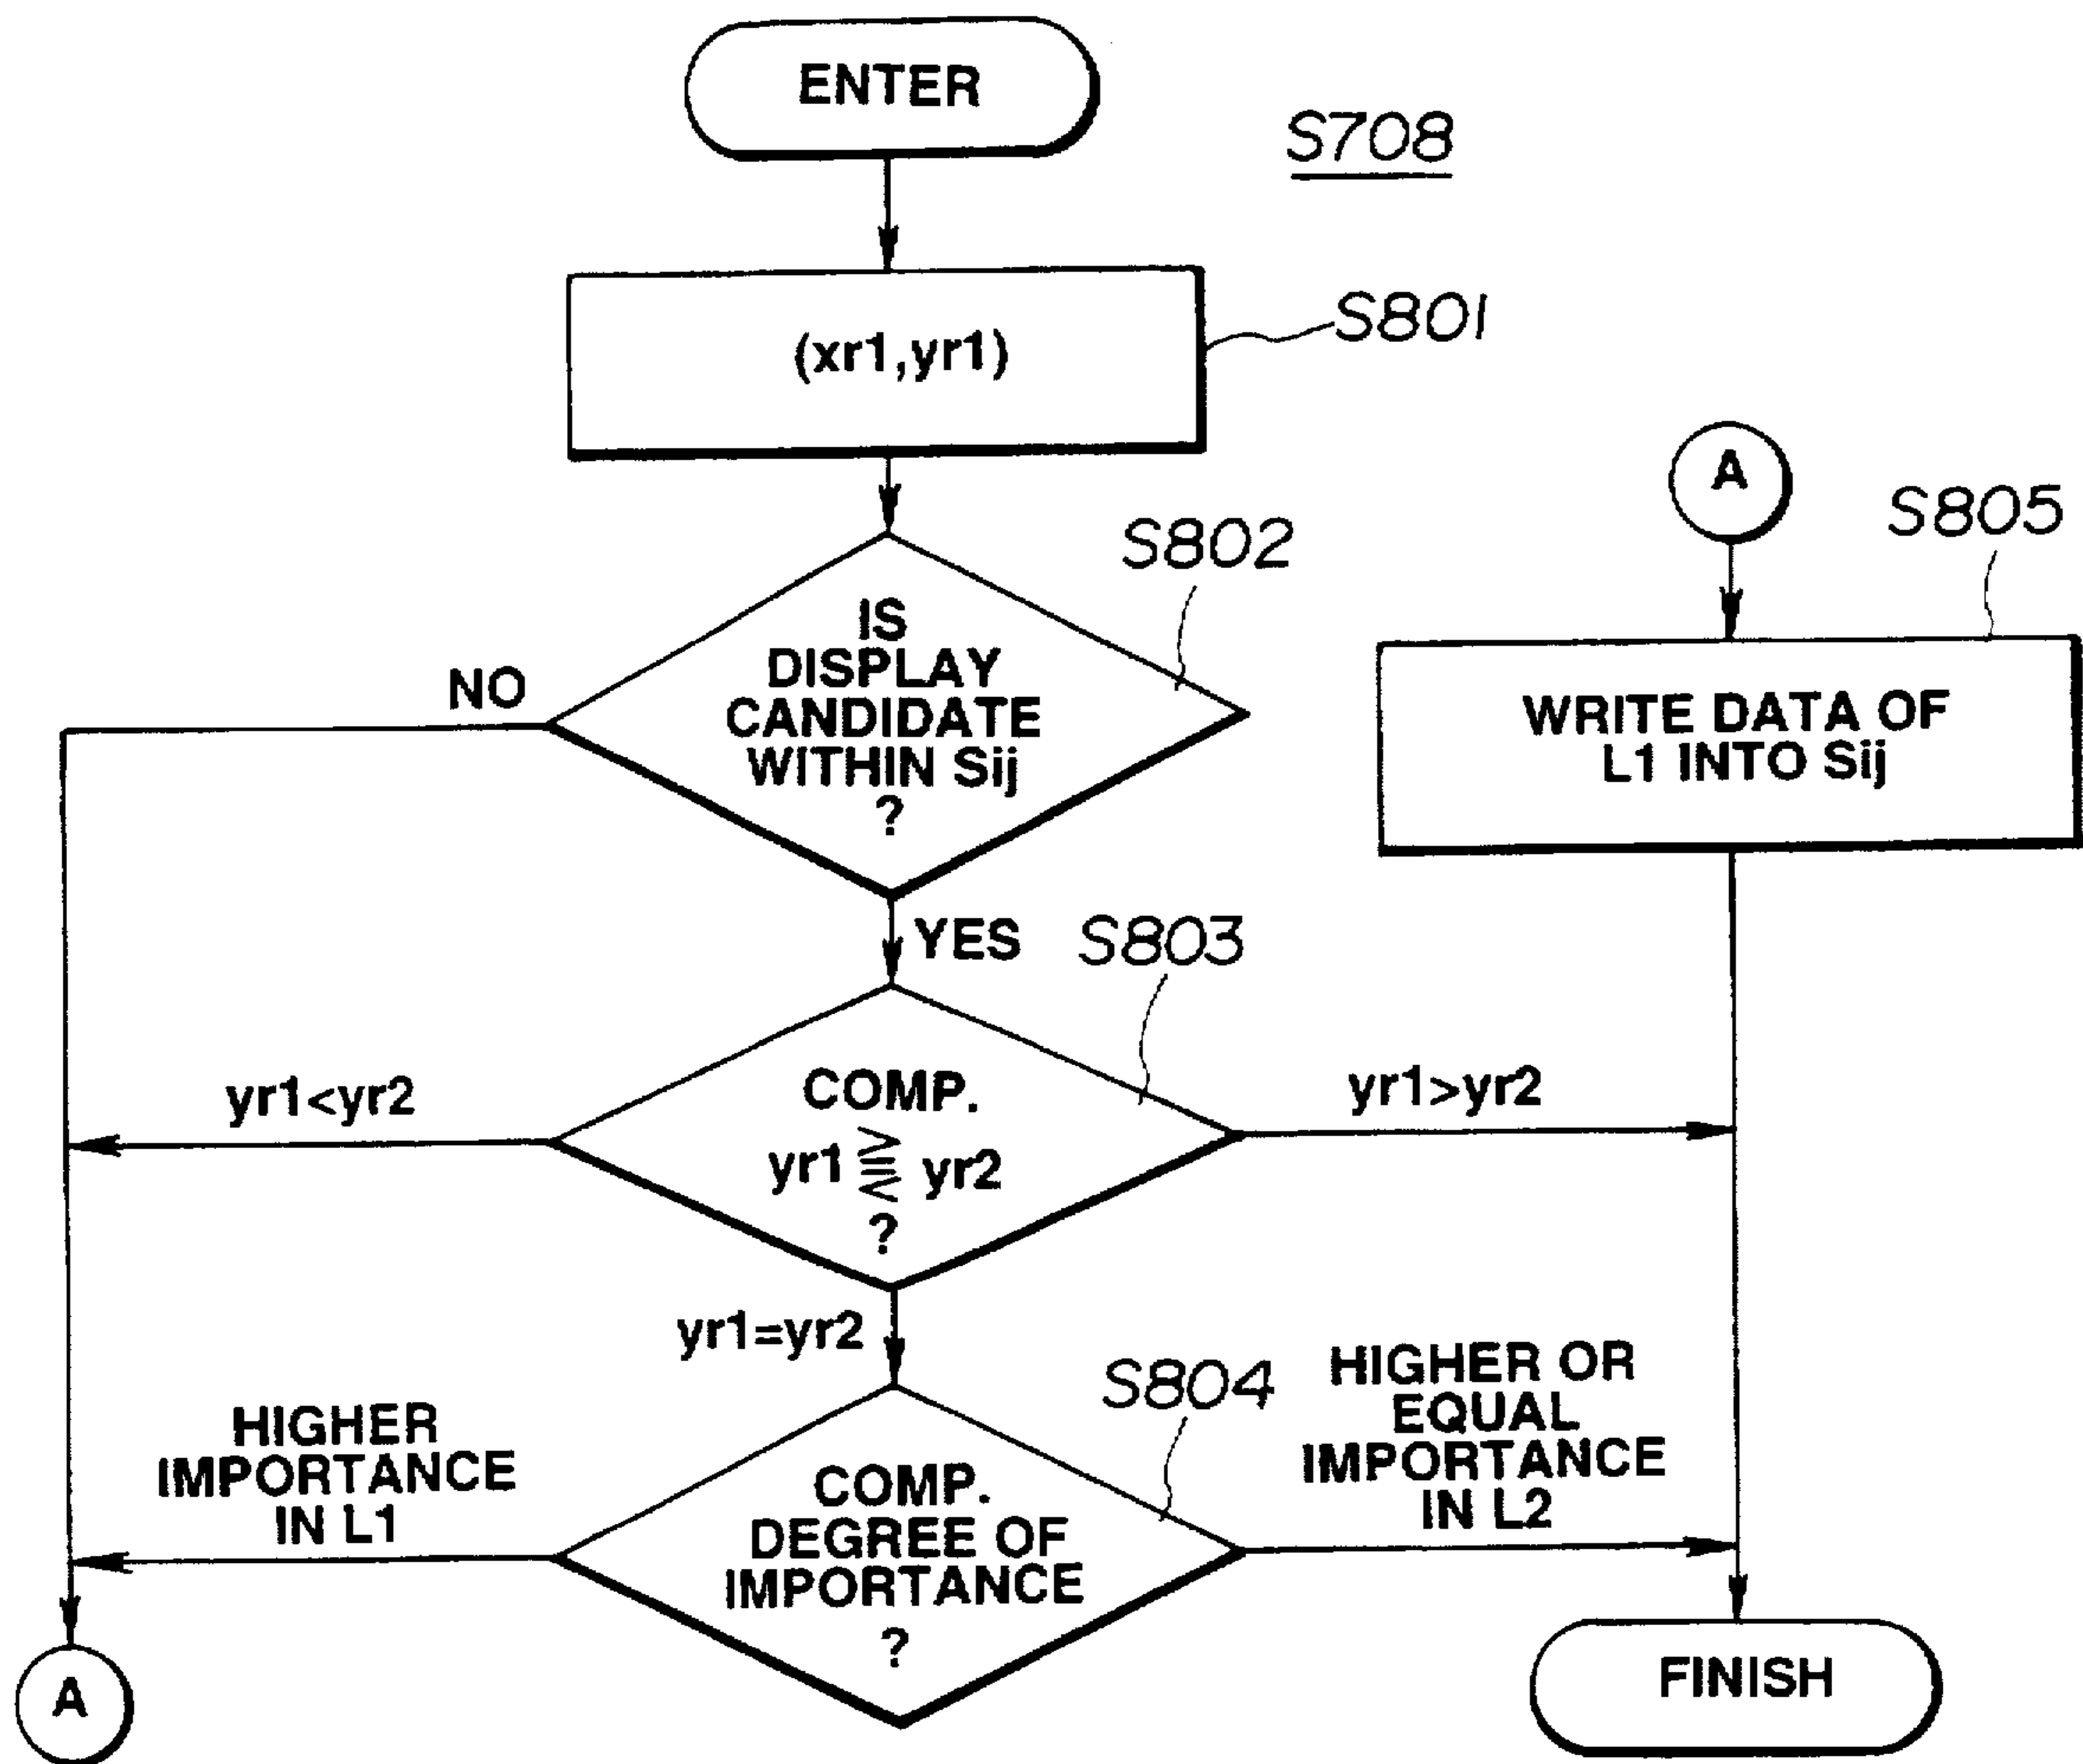 ENTER
S708
(xr1,yr1)
S801
A
S805
S802
IS
DISPLAY
CANDIDATE
WITHIN Sij
?
NO
WRITE DATA OF
L1 INTO Sij
YES
S803
yr1<yr2
COMP.
yr1 ⪌ yr2
?
yr1>yr2
yr1=yr2
S804
HIGHER
IMPORTANCE
IN L1
COMP.
DEGREE OF
IMPORTANCE
?
HIGHER OR
EQUAL
IMPORTANCE
IN L2
A
FINISH